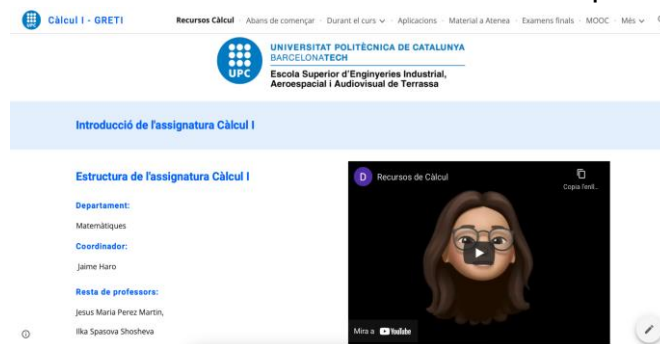 Càlcul I - GRETI
Recursos Càlcul · Abans de començar · Durant el curs · Aplicacions · Material a Atenea · Examens finals · MOOC · Més
UPC
UNIVERSITAT POLITÈCNICA DE CATALUNYA
BARCELONATECH
Escola Superior d'Enginyeries Industrial,
Aeroespacial i Audiovisual de Terrassa
Introducció de l'assignatura Càlcul I
Estructura de l'assignatura Càlcul I
Departament:
Matemàtiques
Coordinador:
Jaime Haro
Resta de professors:
Jesus Maria Perez Martin,
Ilka Spasova Shosheva
D Recursos de Càlcul
Copia l'enll...
Mira a YouTube